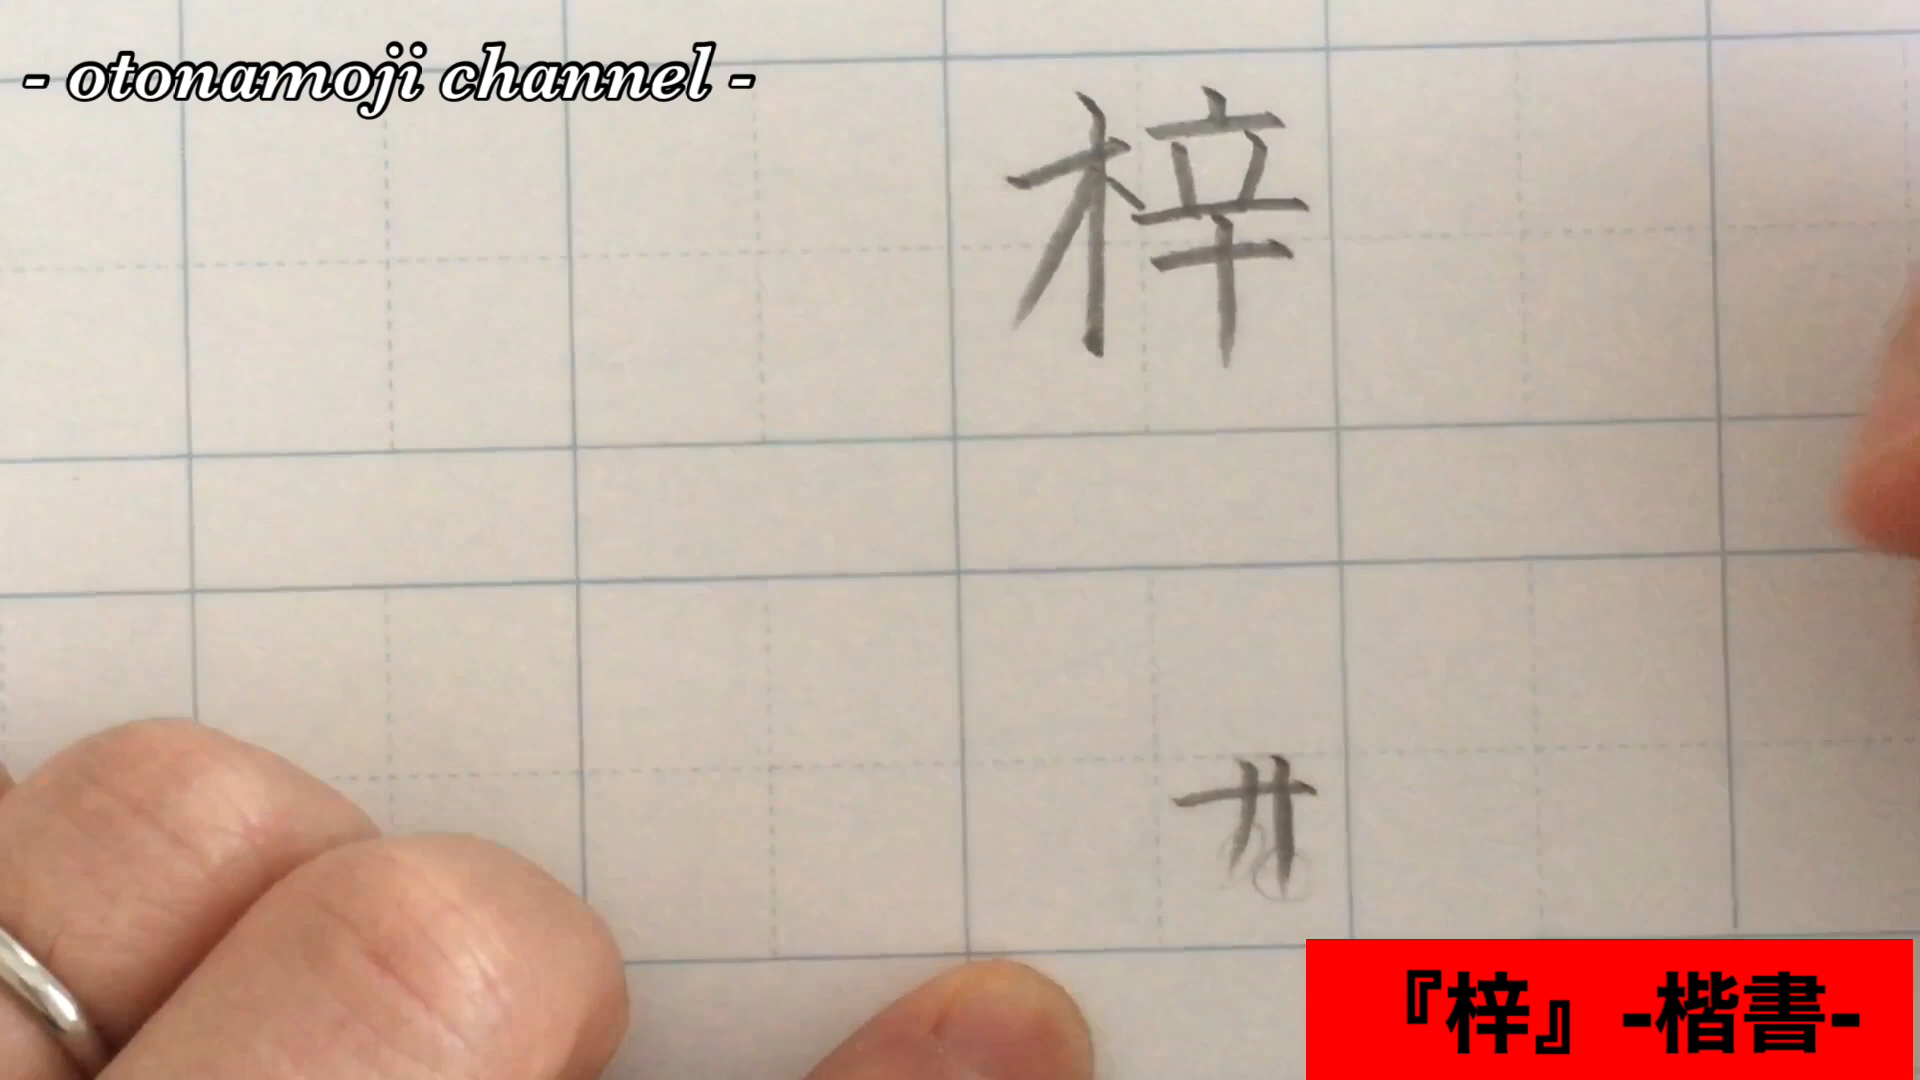 - otonamoji channel -
梓
『梓』-楷書-